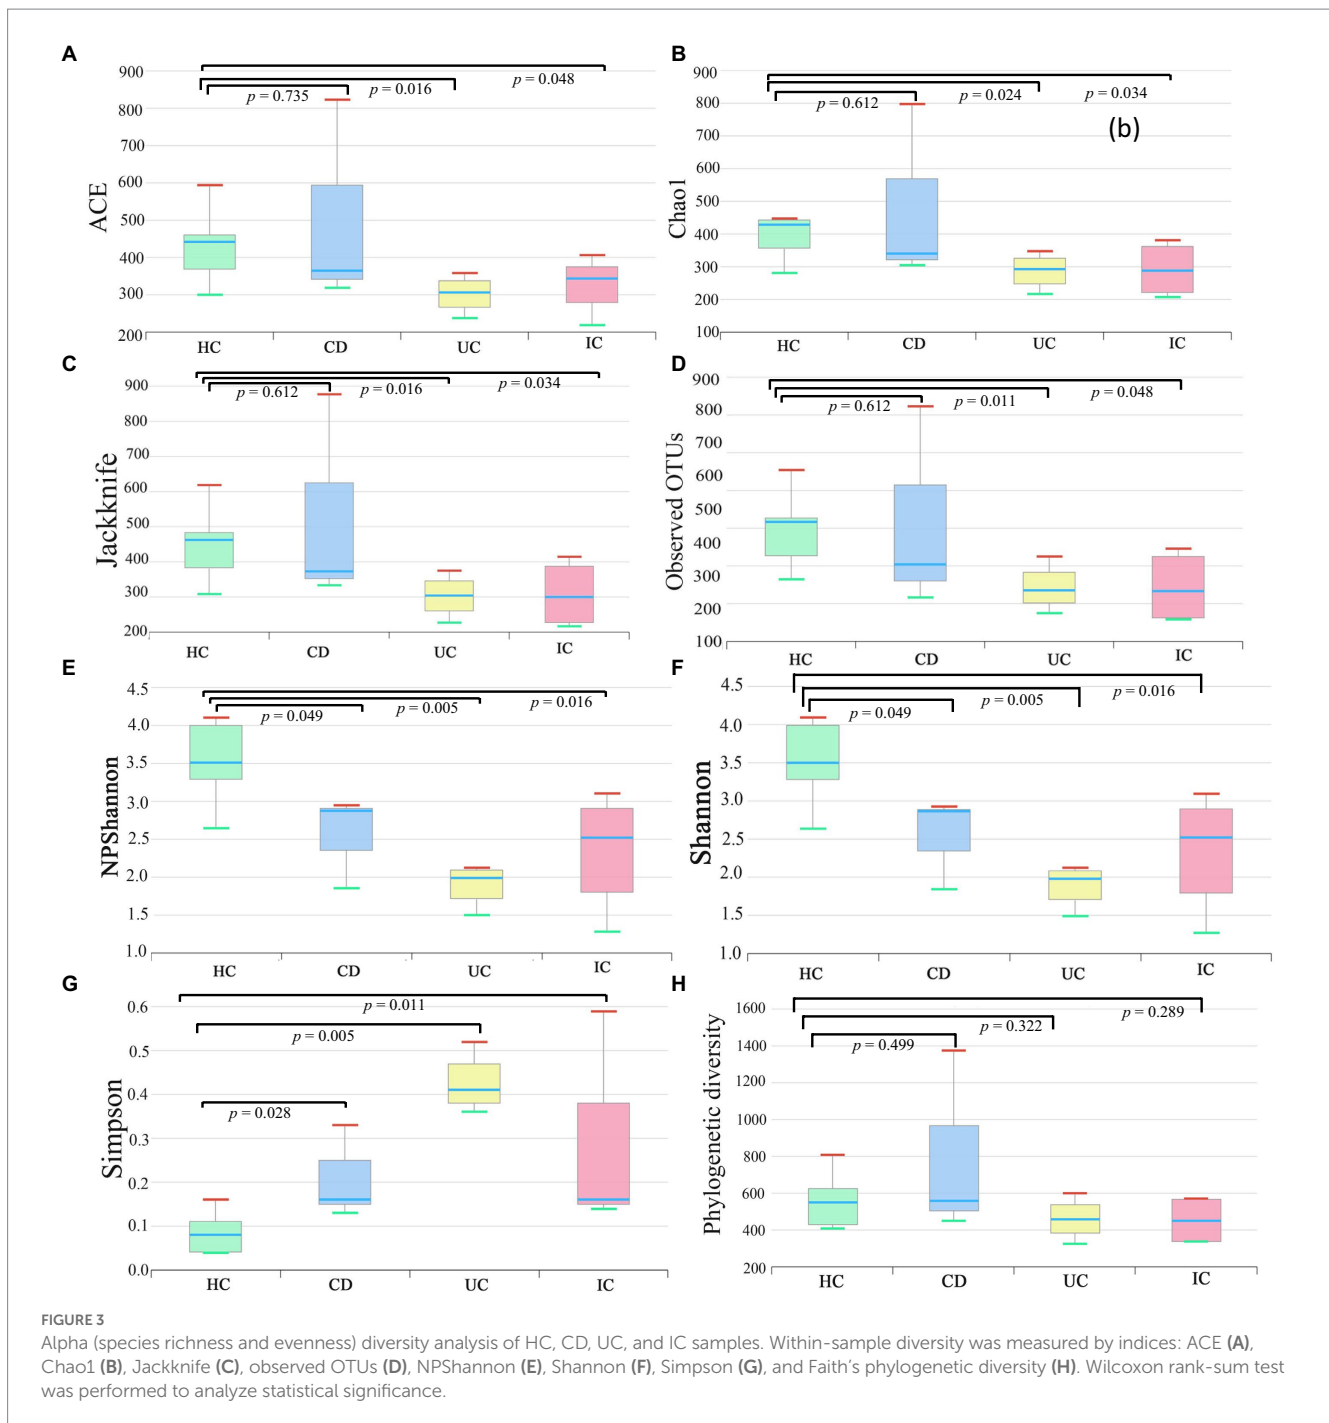 A
900
800
700
600
500
400
300
200
ACE
p = 0.735
p = 0.016
p = 0.048
HC
CD
UC
IC
B
900
800
700
600
500
400
300
200
100
Chao1
p = 0.612
p = 0.024
p = 0.034
(b)
HC
CD
UC
IC
C
900
800
700
600
500
400
300
200
Jackknife
p = 0.612
p = 0.016
p = 0.034
HC
CD
UC
IC
D
900
800
700
600
500
400
300
200
100
Observed OTUs
p = 0.612
p = 0.011
p = 0.048
HC
CD
UC
IC
E
4.5
4.0
3.5
3.0
2.5
2.0
1.5
1.0
NPShannon
p = 0.049
p = 0.005
p = 0.016
HC
CD
UC
IC
F
4.5
4.0
3.5
3.0
2.5
2.0
1.5
1.0
Shannon
p = 0.049
p = 0.005
p = 0.016
HC
CD
UC
IC
G
0.6
0.5
0.4
0.3
0.2
0.1
0.0
Simpson
p = 0.011
p = 0.005
p = 0.028
HC
CD
UC
IC
H
1600
1400
1200
1000
800
600
400
200
Phylogenetic diversity
p = 0.499
p = 0.322
p = 0.289
HC
CD
UC
IC
FIGURE 3
Alpha (species richness and evenness) diversity analysis of HC, CD, UC, and IC samples. Within-sample diversity was measured by indices: ACE (A),
Chao1 (B), Jackknife (C), observed OTUs (D), NPShannon (E), Shannon (F), Simpson (G), and Faith's phylogenetic diversity (H). Wilcoxon rank-sum test
was performed to analyze statistical significance.